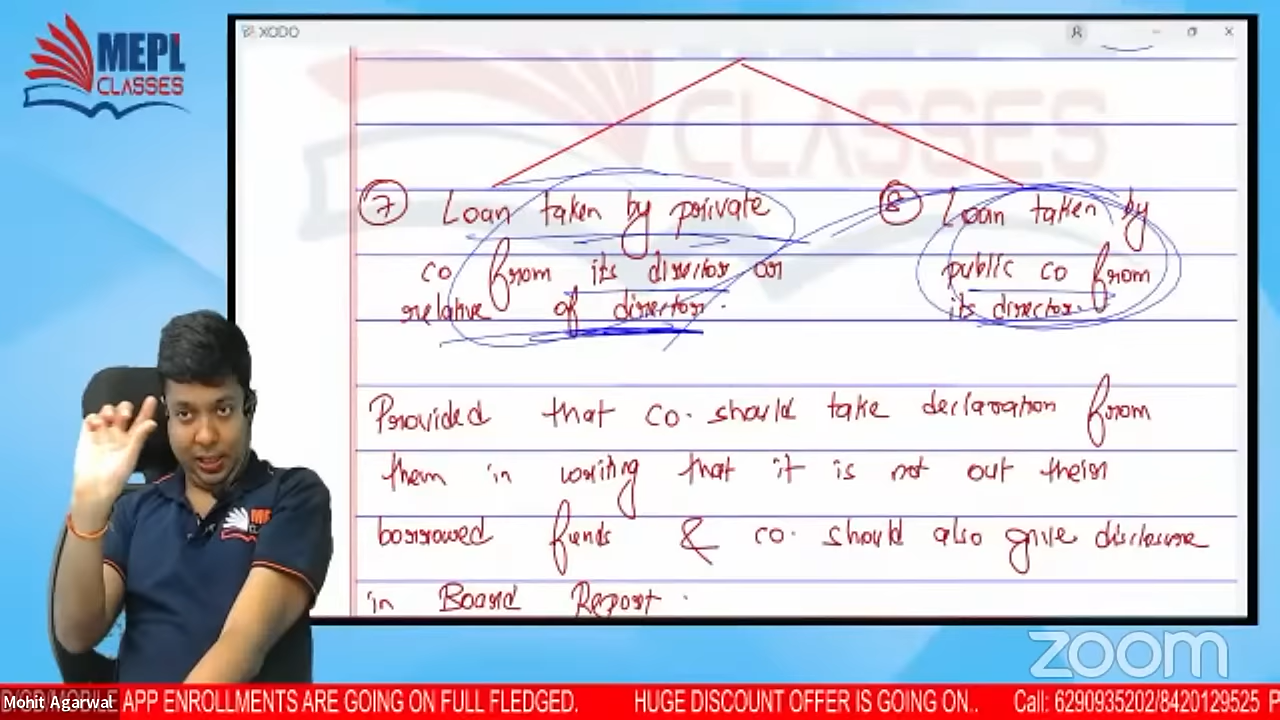 MEPL
CLASSES
XODO
CLASSES
7 Loan taken by private
co from its director or
relative of director.
8 Loan taken by
public co from
its director.
Provided that co. should take declaration from
them in writing that it is not out their
borrowed funds & co. should also give disclosure
in Board Report.
zoom
Mohit Agarwal
APP ENROLLMENTS ARE GOING ON FULL FLEDGED. HUGE DISCOUNT OFFER IS GOING ON.. Call: 6290935202/8420129525